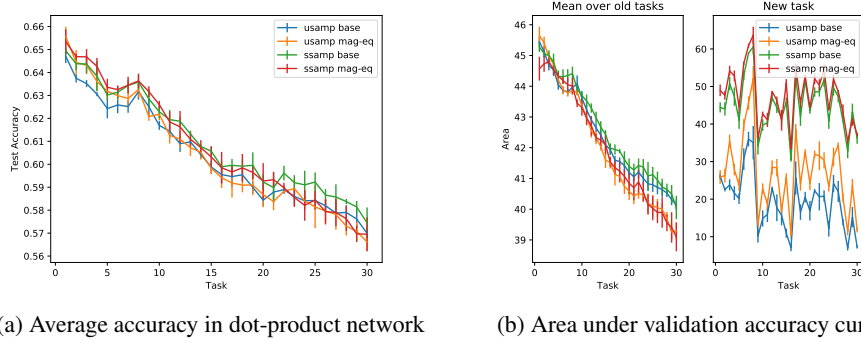 0.66
0.65
0.64
0.63
0.62
0.61
0.60
0.59
0.58
0.57
0.56
Test Accuracy
0 5 10 15 20 25 30
Task
usamp base
usamp mag-eq
ssamp base
ssamp mag-eq
Mean over old tasks
46
45
44
43
42
41
40
39
Area
0 10 20 30
Task
New task
60
50
40
30
20
10
0 10 20 30
Task
usamp base
usamp mag-eq
ssamp base
ssamp mag-eq
a) Average accuracy in dot-product network
(b) Area under validation accuracy cur